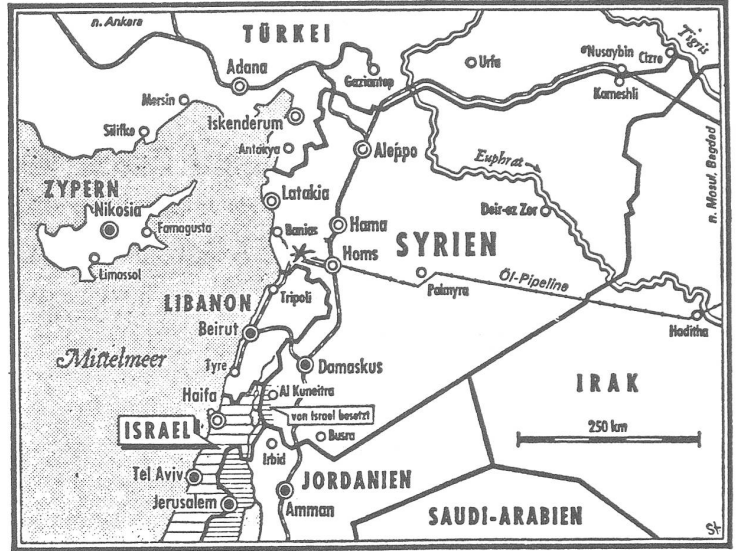 n. Ankara
TÜRKEI
Tigris
Adana
Gaziantep
Urfa
Nusaybin
Cizre
Kameshli
Mersin
Silifke
Iskenderum
Antakya
Aleppo
Euphrat
n. Mosul, Bagdad
ZYPERN
Nikosia
Famagusta
Limassol
Latakia
Banias
Hama
Homs
SYRIEN
Deir-ez Zor
Palmyra
Öl-Pipeline
Haditha
LIBANON
Tripoli
Beirut
Mittelmeer
Tyre
Damaskus
Haifa
Al Kuneitra
von Israel besetzt
IRAK
250 km
ISRAEL
Busra
Irbid
Tel Aviv
JORDANIEN
Jerusalem
Amman
SAUDI-ARABIEN
St